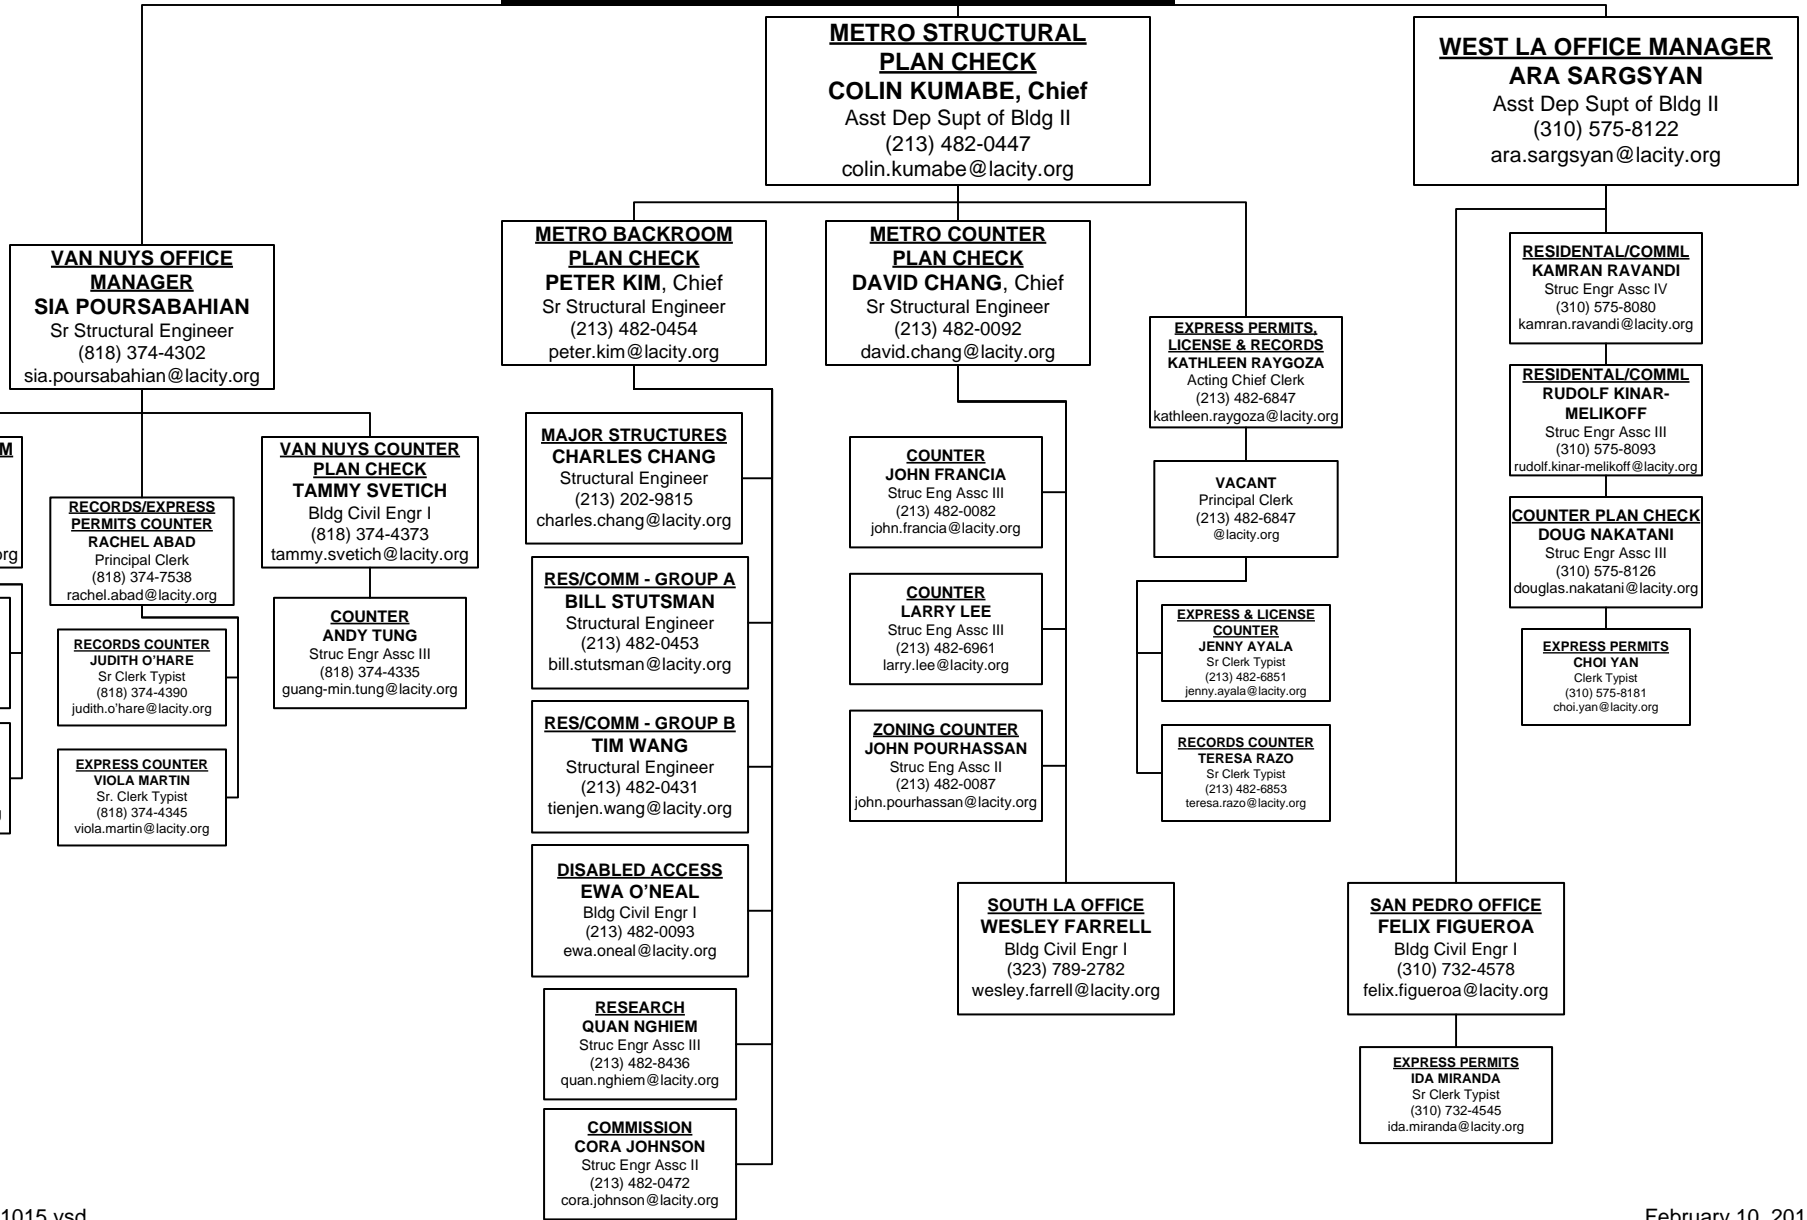 METRO STRUCTURAL
PLAN CHECK
COLIN KUMABE, Chief
Asst Dep Supt of Bldg II
(213) 482-0447
colin.kumabe@lacity.org
WEST LA OFFICE MANAGER
ARA SARGSYAN
Asst Dep Supt of Bldg II
(310) 575-8122
ara.sargsyan@lacity.org
VAN NUYS OFFICE
MANAGER
SIA POURSABAHIAN
Sr Structural Engineer
(818) 374-4302
sia.poursabahian@lacity.org
M
org
RECORDS/EXPRESS
PERMITS COUNTER
RACHEL ABAD
Principal Clerk
(818) 374-7538
rachel.abad@lacity.org
RECORDS COUNTER
JUDITH O'HARE
Sr Clerk Typist
(818) 374-4390
judith.o'hare@lacity.org
EXPRESS COUNTER
VIOLA MARTIN
Sr. Clerk Typist
(818) 374-4345
viola.martin@lacity.org
VAN NUYS COUNTER
PLAN CHECK
TAMMY SVETICH
Bldg Civil Engr I
(818) 374-4373
tammy.svetich@lacity.org
COUNTER
ANDY TUNG
Struc Engr Assc III
(818) 374-4335
guang-min.tung@lacity.org
METRO BACKROOM
PLAN CHECK
PETER KIM, Chief
Sr Structural Engineer
(213) 482-0454
peter.kim@lacity.org
MAJOR STRUCTURES
CHARLES CHANG
Structural Engineer
(213) 202-9815
charles.chang@lacity.org
RES/COMM - GROUP A
BILL STUTSMAN
Structural Engineer
(213) 482-0453
bill.stutsman@lacity.org
RES/COMM - GROUP B
TIM WANG
Structural Engineer
(213) 482-0431
tienjen.wang@lacity.org
DISABLED ACCESS
EWA O'NEAL
Bldg Civil Engr I
(213) 482-0093
ewa.oneal@lacity.org
RESEARCH
QUAN NGHIEM
Struc Engr Assc III
(213) 482-8436
quan.nghiem@lacity.org
COMMISSION
CORA JOHNSON
Struc Engr Assc II
(213) 482-0472
cora.johnson@lacity.org
METRO COUNTER
PLAN CHECK
DAVID CHANG, Chief
Sr Structural Engineer
(213) 482-0092
david.chang@lacity.org
COUNTER
JOHN FRANCIA
Struc Eng Assc III
(213) 482-0082
john.francia@lacity.org
COUNTER
LARRY LEE
Struc Eng Assc III
(213) 482-6961
larry.lee@lacity.org
ZONING COUNTER
JOHN POURHASSAN
Struc Eng Assc II
(213) 482-0087
john.pourhassan@lacity.org
SOUTH LA OFFICE
WESLEY FARRELL
Bldg Civil Engr I
(323) 789-2782
wesley.farrell@lacity.org
EXPRESS PERMITS,
LICENSE & RECORDS
KATHLEEN RAYGOZA
Acting Chief Clerk
(213) 482-6847
kathleen.raygoza@lacity.org
VACANT
Principal Clerk
(213) 482-6847
@lacity.org
EXPRESS & LICENSE
COUNTER
JENNY AYALA
Sr Clerk Typist
(213) 482-6851
jenny.ayala@lacity.org
RECORDS COUNTER
TERESA RAZO
Sr Clerk Typist
(213) 482-6853
teresa.razo@lacity.org
RESIDENTAL/COMML
KAMRAN RAVANDI
Struc Engr Assc IV
(310) 575-8080
kamran.ravandi@lacity.org
RESIDENTAL/COMML
RUDOLF KINAR-
MELIKOFF
Struc Engr Assc III
(310) 575-8093
rudolf.kinar-melikoff@lacity.org
COUNTER PLAN CHECK
DOUG NAKATANI
Struc Engr Assc III
(310) 575-8126
douglas.nakatani@lacity.org
EXPRESS PERMITS
CHOI YAN
Clerk Typist
(310) 575-8181
choi.yan@lacity.org
SAN PEDRO OFFICE
FELIX FIGUEROA
Bldg Civil Engr I
(310) 732-4578
felix.figueroa@lacity.org
EXPRESS PERMITS
IDA MIRANDA
Sr Clerk Typist
(310) 732-4545
ida.miranda@lacity.org
1015.vsd
February 10, 201